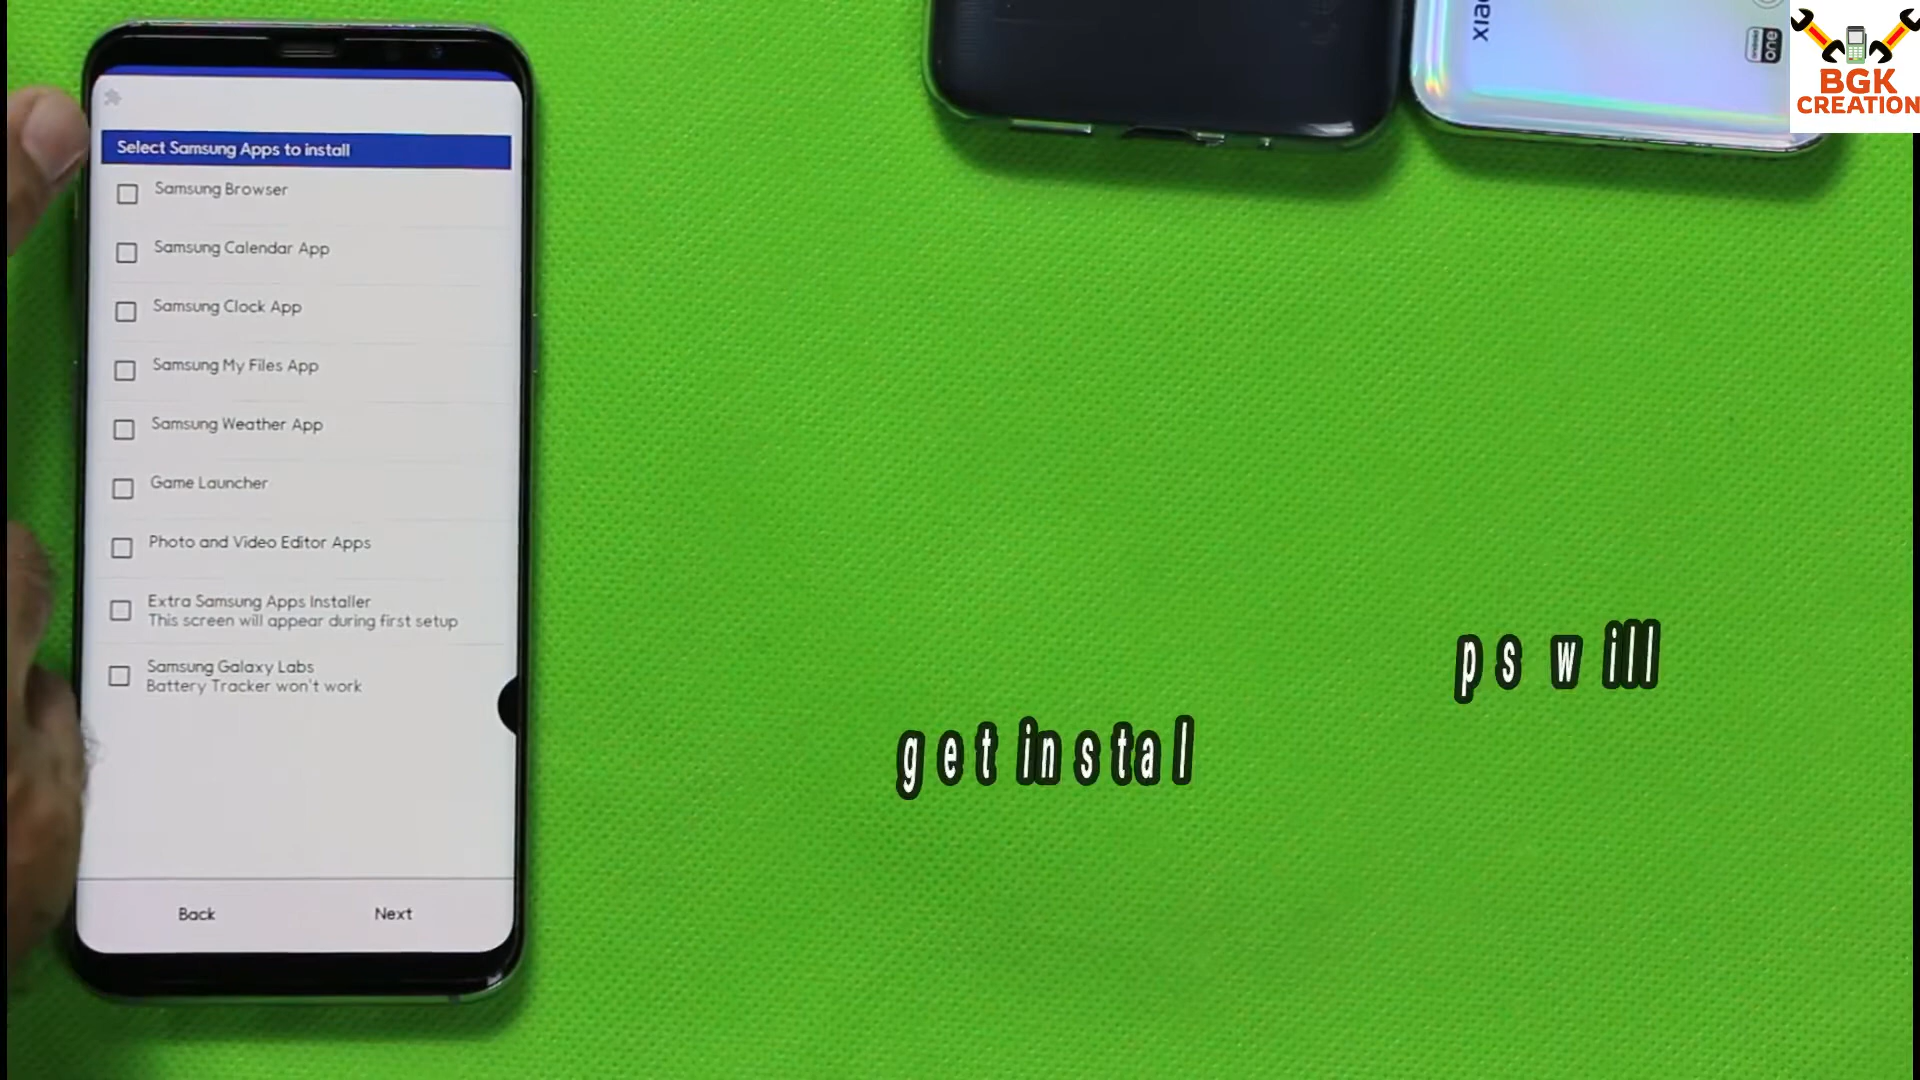 Select Samsung Apps to install
Samsung Browser
Samsung Calendar App
Samsung Clock App
Samsung My Files App
Samsung Weather App
Game Launcher
Photo and Video Editor Apps
Extra Samsung Apps Installer
This screen will appear during first setup
Samsung Galaxy Labs
Battery Tracker won't work
Back
Next
ps will
get instal
one
BGK
CREATION